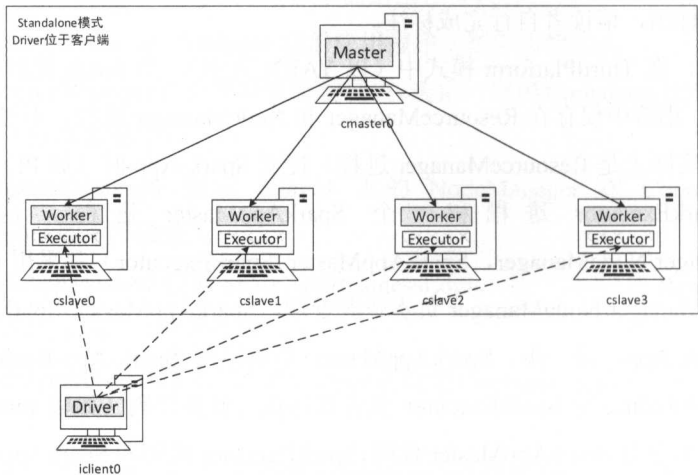 Standalone模式
Driver位于客户端
Master
cmaster0
Worker
Executor
cslave0
Worker
Executor
cslave1
Worker
Executor
cslave2
Worker
Executor
cslave3
Driver
iclient0